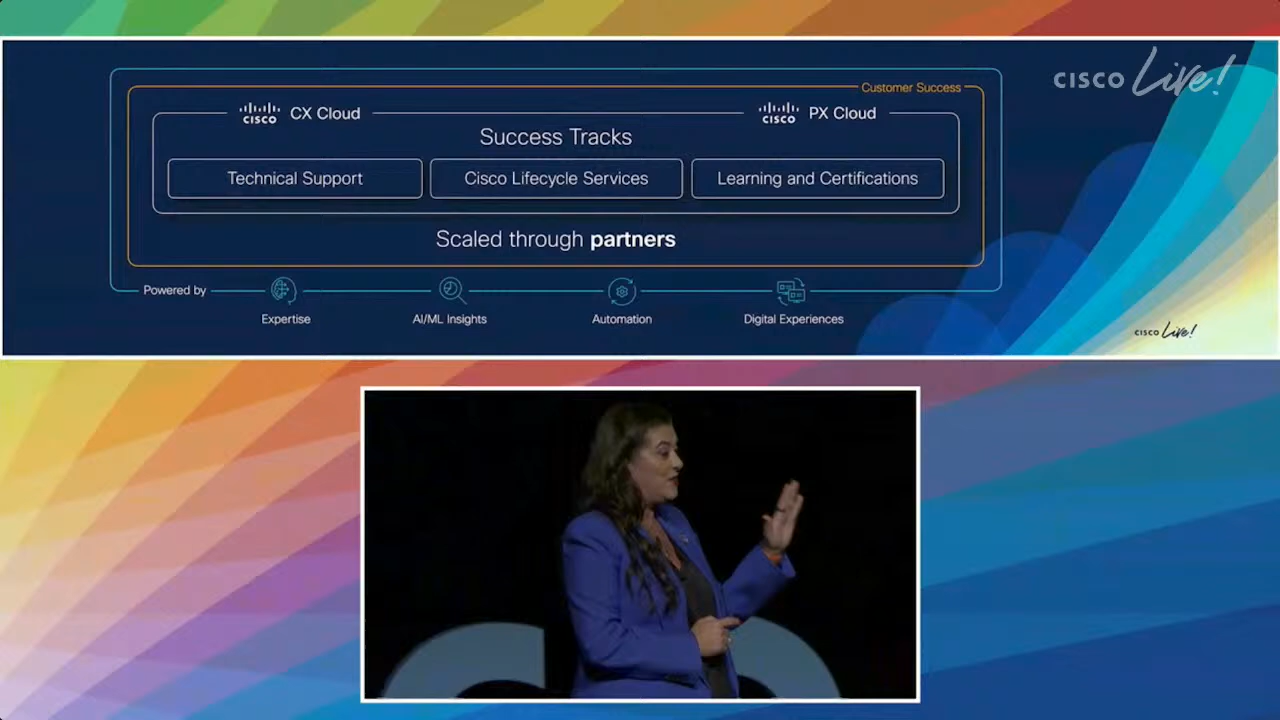 CISCO Live!
Customer Success
CISCO CX Cloud
CISCO PX Cloud
Success Tracks
Technical Support
Cisco Lifecycle Services
Learning and Certifications
Scaled through partners
Powered by
Expertise
AI/ML Insights
Automation
Digital Experiences
CISCO Live!